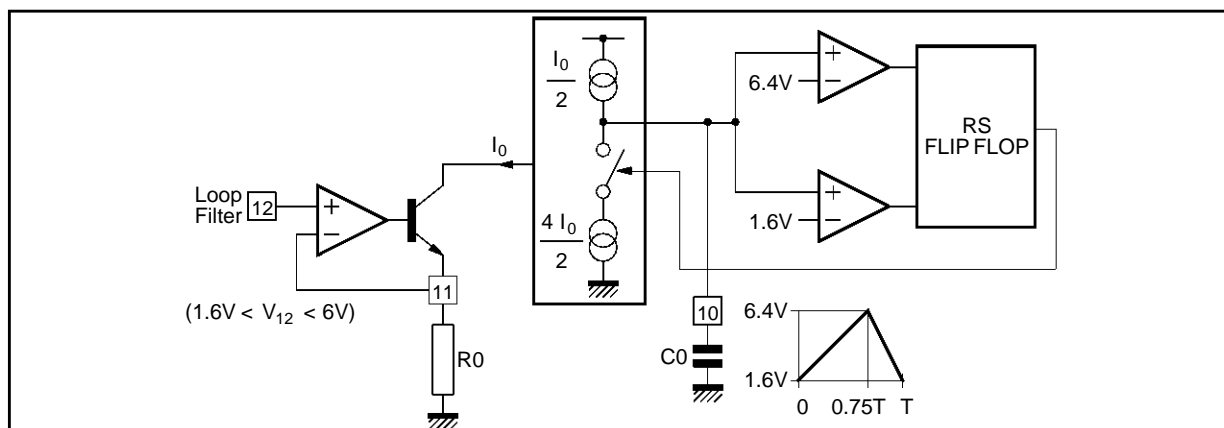 I0
2
6.4V
RS
FLIP FLOP
I0
Loop
Filter
12
4 I0
2
1.6V
11
(1.6V < V12 < 6V)
R0
10
C0
6.4V
1.6V
0 0.75T T